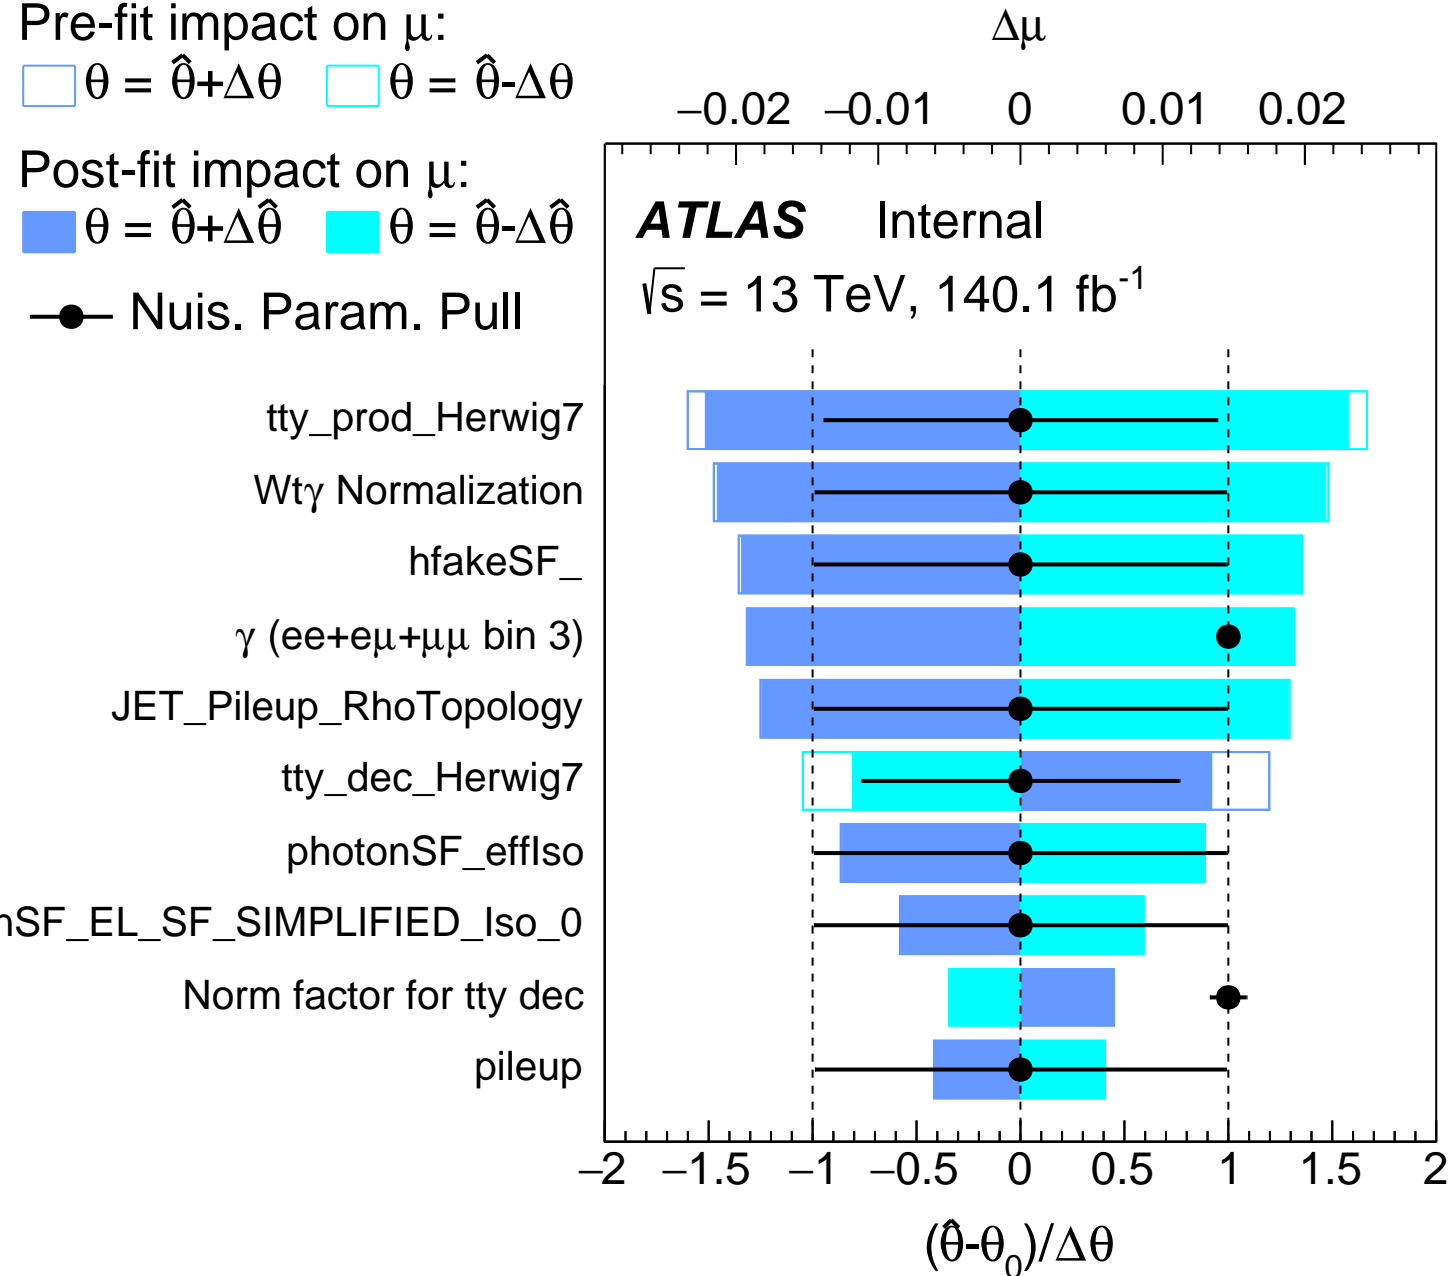 Pre-fit impact on μ:
θ = θ̂+Δθ θ = θ̂-Δθ
Post-fit impact on μ:
θ = θ̂+Δθ̂ θ = θ̂-Δθ̂
Nuis. Param. Pull
Δμ
−0.02 −0.01 0 0.01 0.02
ATLAS Internal
√s = 13 TeV, 140.1 fb⁻¹
tty_prod_Herwig7
Wtγ Normalization
hfakeSF_
γ (ee+eμ+μμ bin 3)
JET_Pileup_RhoTopology
tty_dec_Herwig7
photonSF_effIso
nSF_EL_SF_SIMPLIFIED_Iso_0
Norm factor for tty dec
pileup
−2 −1.5 −1 −0.5 0 0.5 1 1.5 2
(θ̂-θ₀)/Δθ